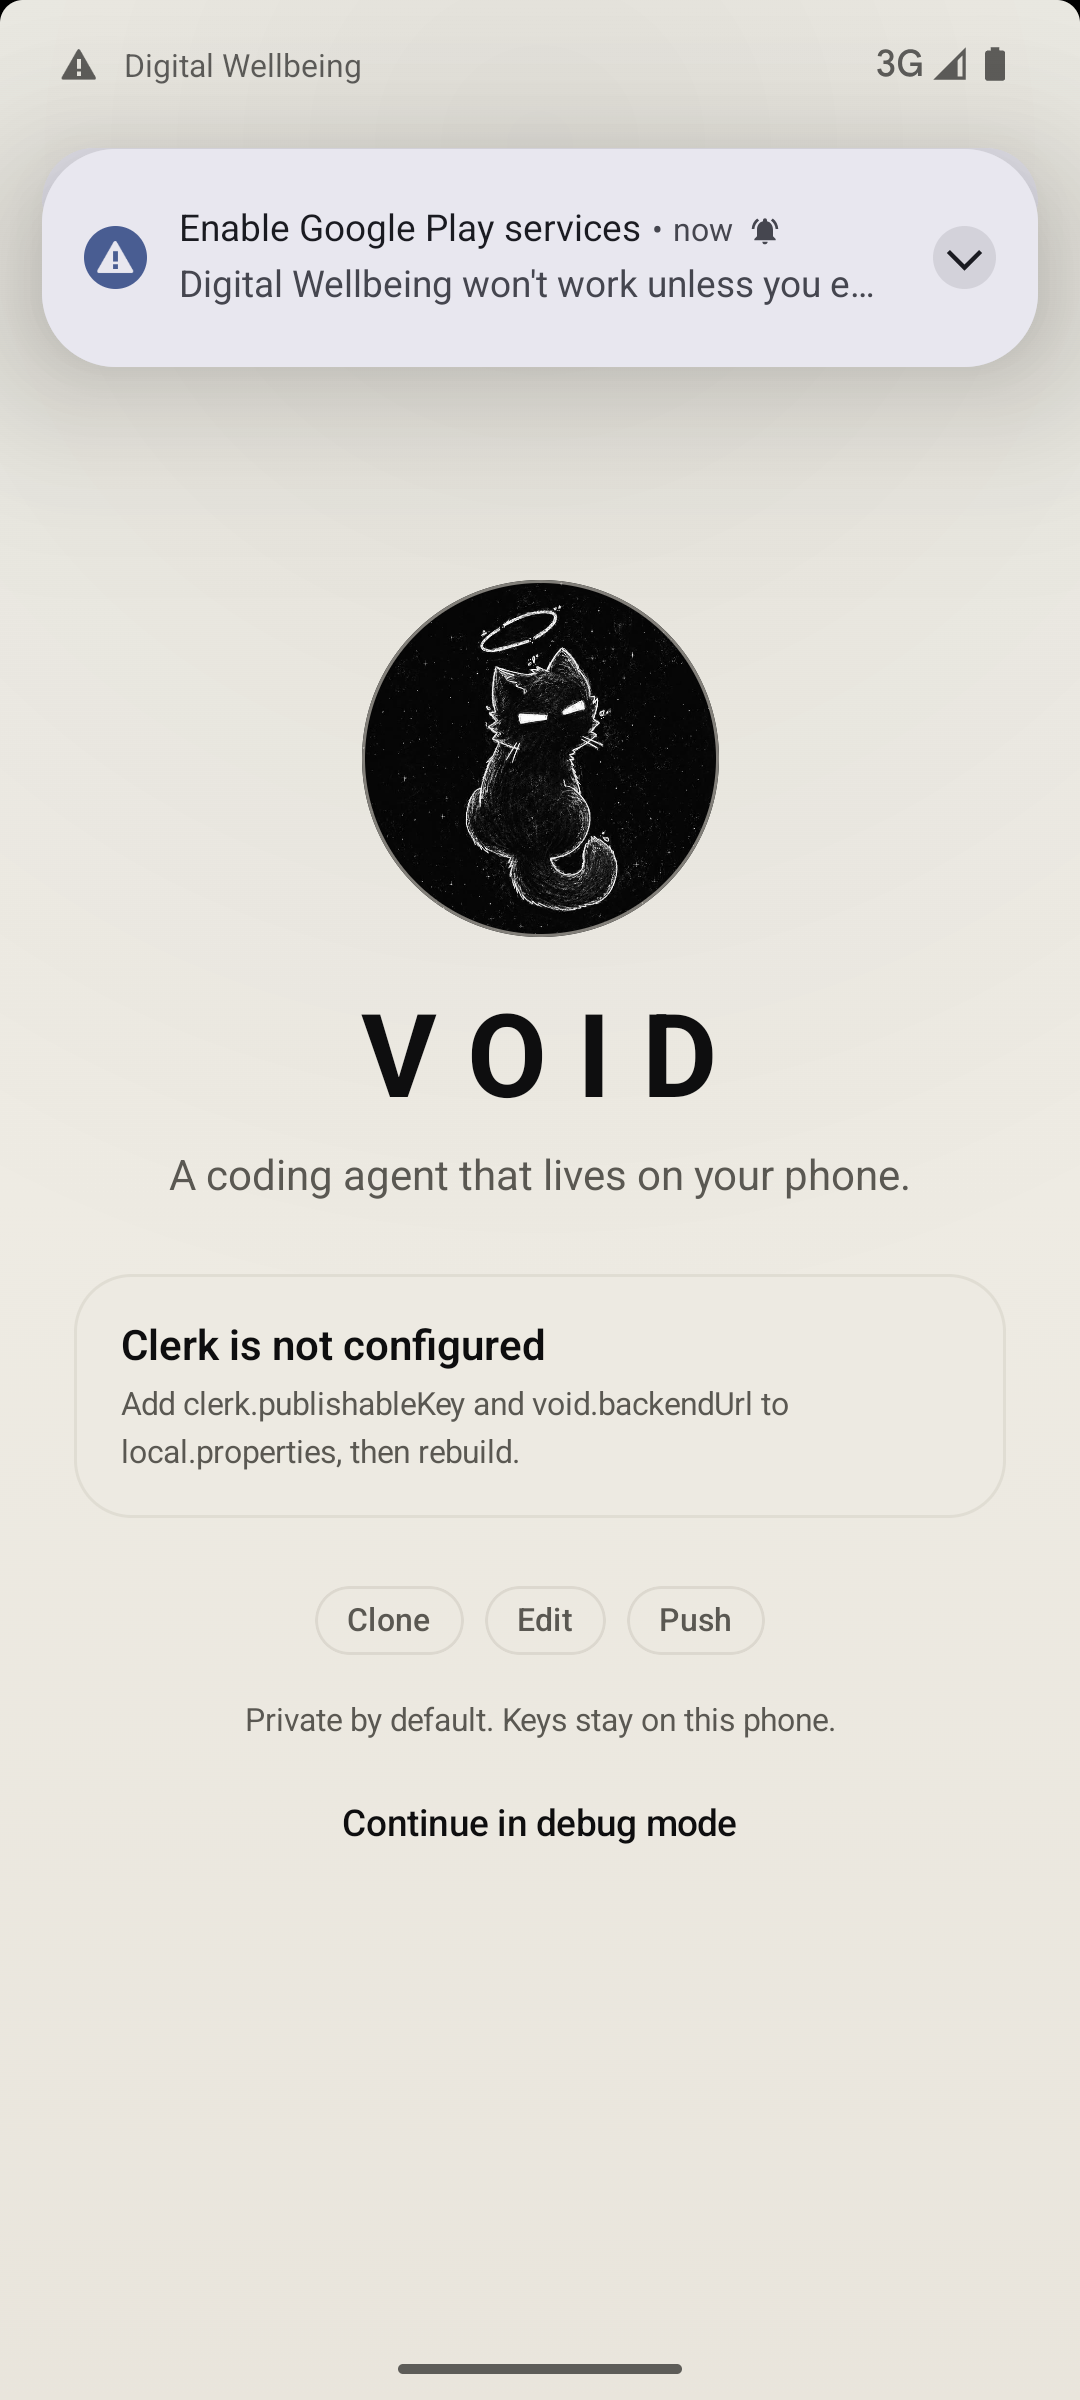 Digital Wellbeing
3G
Enable Google Play services • now
Digital Wellbeing won't work unless you e...
VOID
A coding agent that lives on your phone.
Clerk is not configured
Add clerk.publishableKey and void.backendUrl to
local.properties, then rebuild.
Clone Edit Push
Private by default. Keys stay on this phone.
Continue in debug mode